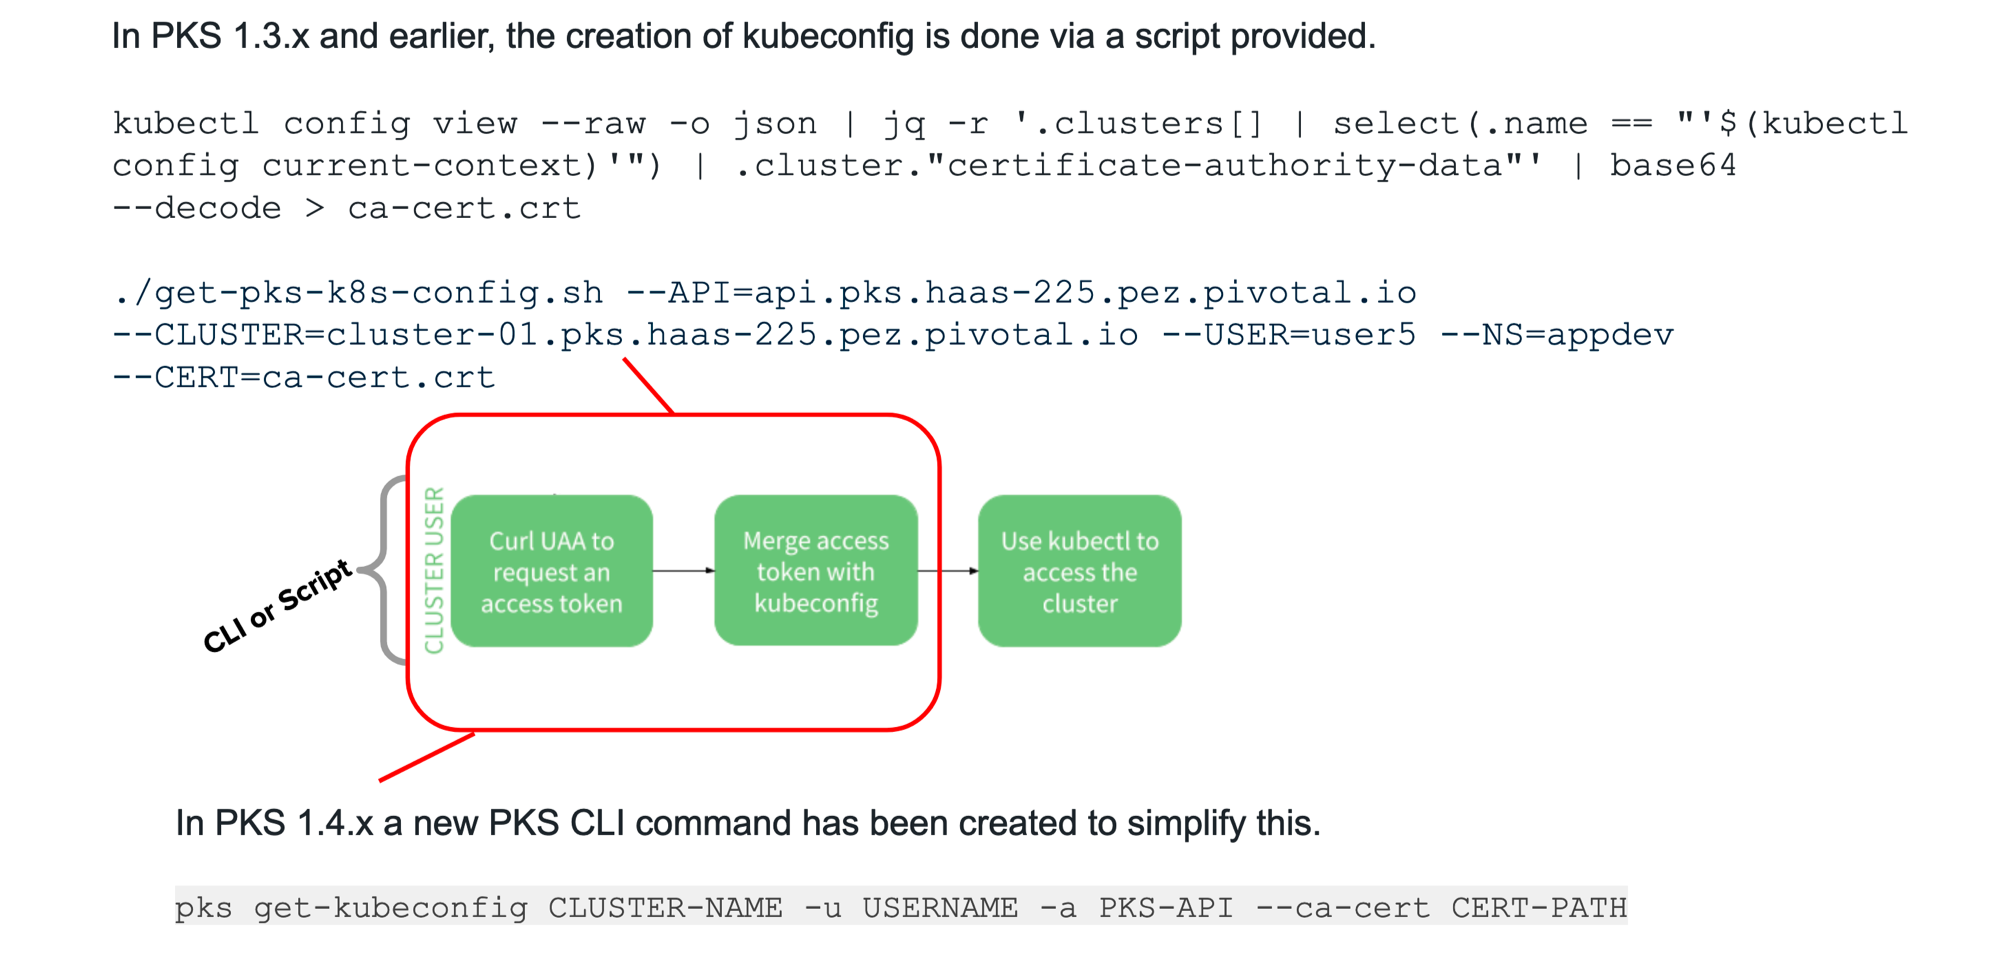 In PKS 1.3.x and earlier, the creation of kubeconfig is done via a script provided.
kubectl config view --raw -o json | jq -r '.clusters[] | select(.name == "'$(kubectl
config current-context)'") | .cluster."certificate-authority-data"' | base64
--decode > ca-cert.crt
./get-pks-k8s-config.sh --API=api.pks.haas-225.pez.pivotal.io
--CLUSTER=cluster-01.pks.haas-225.pez.pivotal.io --USER=user5 --NS=appdev
--CERT=ca-cert.crt
CLI or Script
CLUSTER USER
Curl UAA to
request an
access token
Merge access
token with
kubeconfig
Use kubectl to
access the
cluster
In PKS 1.4.x a new PKS CLI command has been created to simplify this.
pks get-kubeconfig CLUSTER-NAME -u USERNAME -a PKS-API --ca-cert CERT-PATH